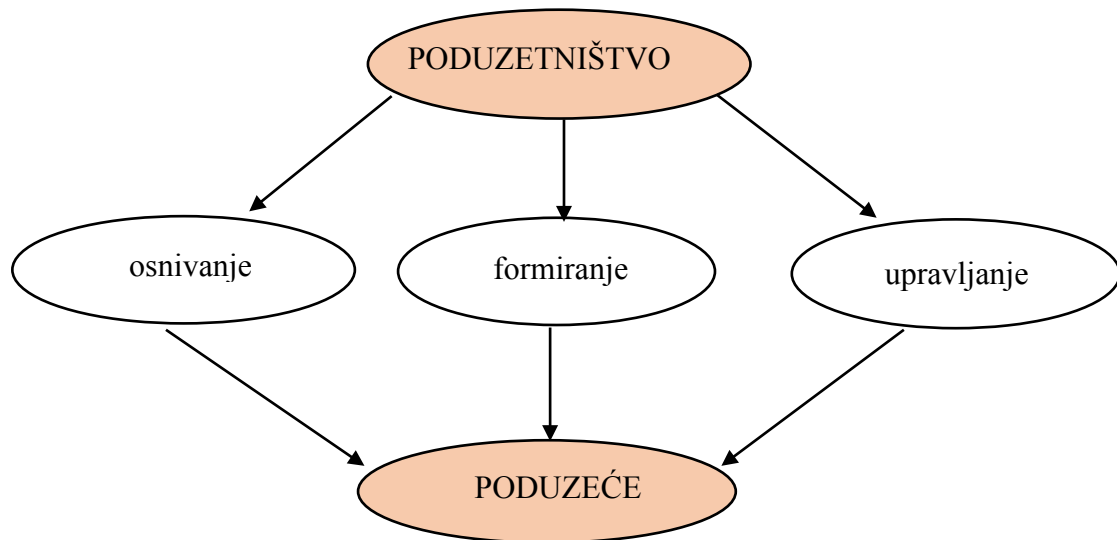 PODUZETNIŠTVO
osnivanje
formiranje
upravljanje
PODUZEĆE